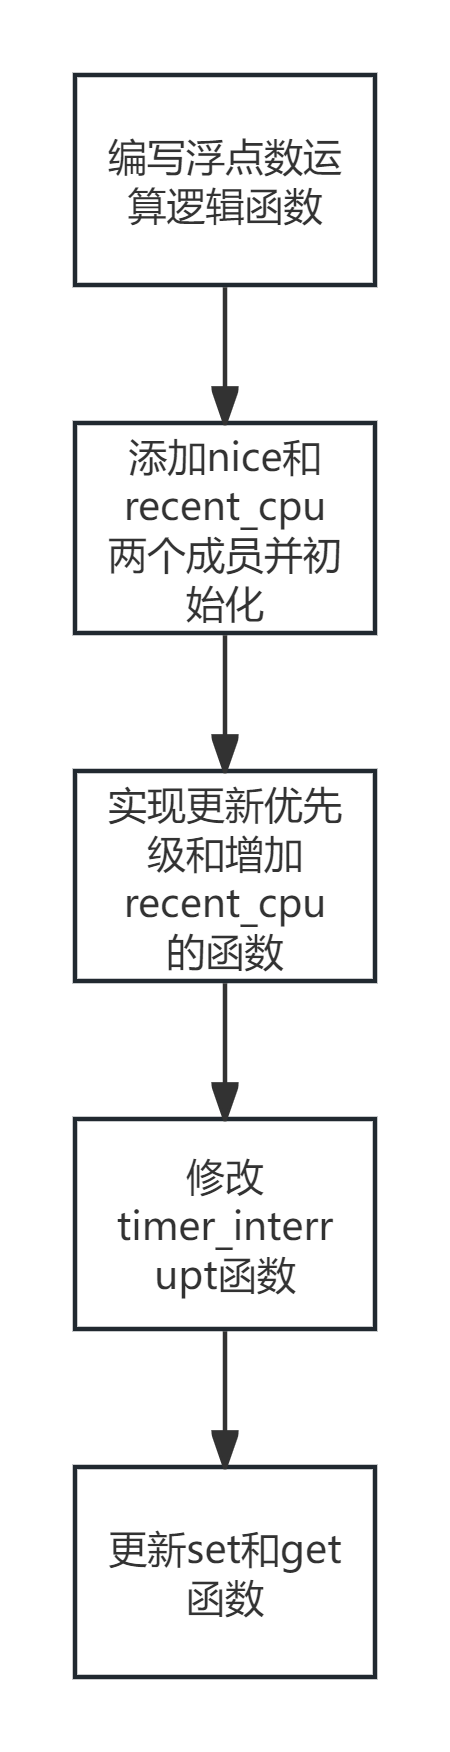 编写浮点数运
算逻辑函数
添加nice和
recent_cpu
两个成员并初
始化
实现更新优先
级和增加
recent_cpu
的函数
修改
timer_interr
upt函数
更新set和get
函数